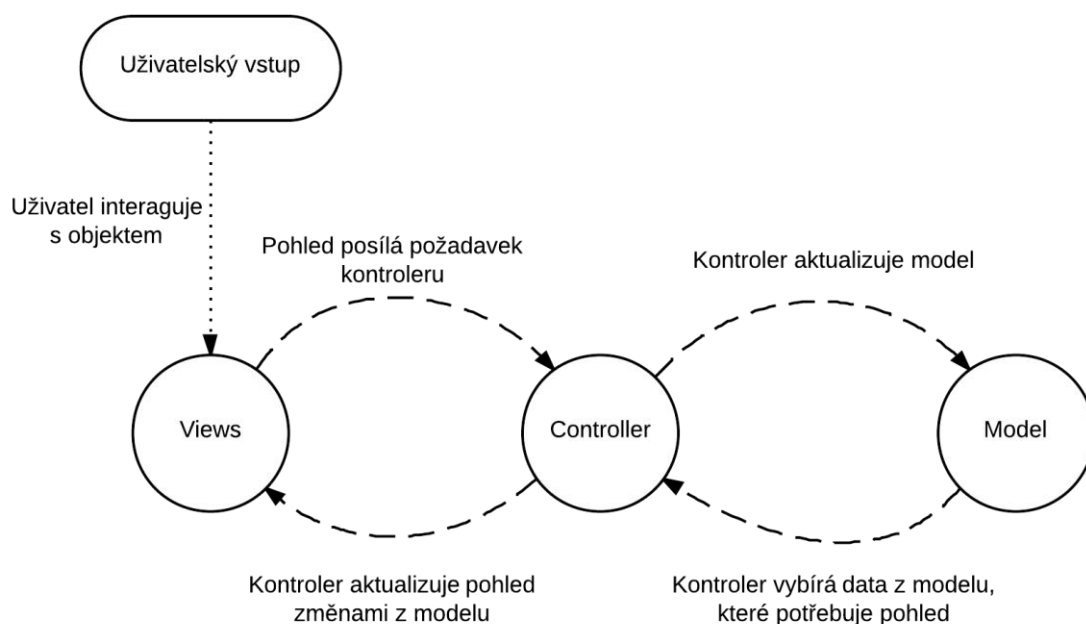 Uživatelský vstup
Uživatel interaguje
s objektem
Pohled posílá požadavek
kontroleru
Kontroler aktualizuje model
Views
Controller
Model
Kontroler aktualizuje pohled
změnami z modelu
Kontroler vybírá data z modelu,
které potřebuje pohled